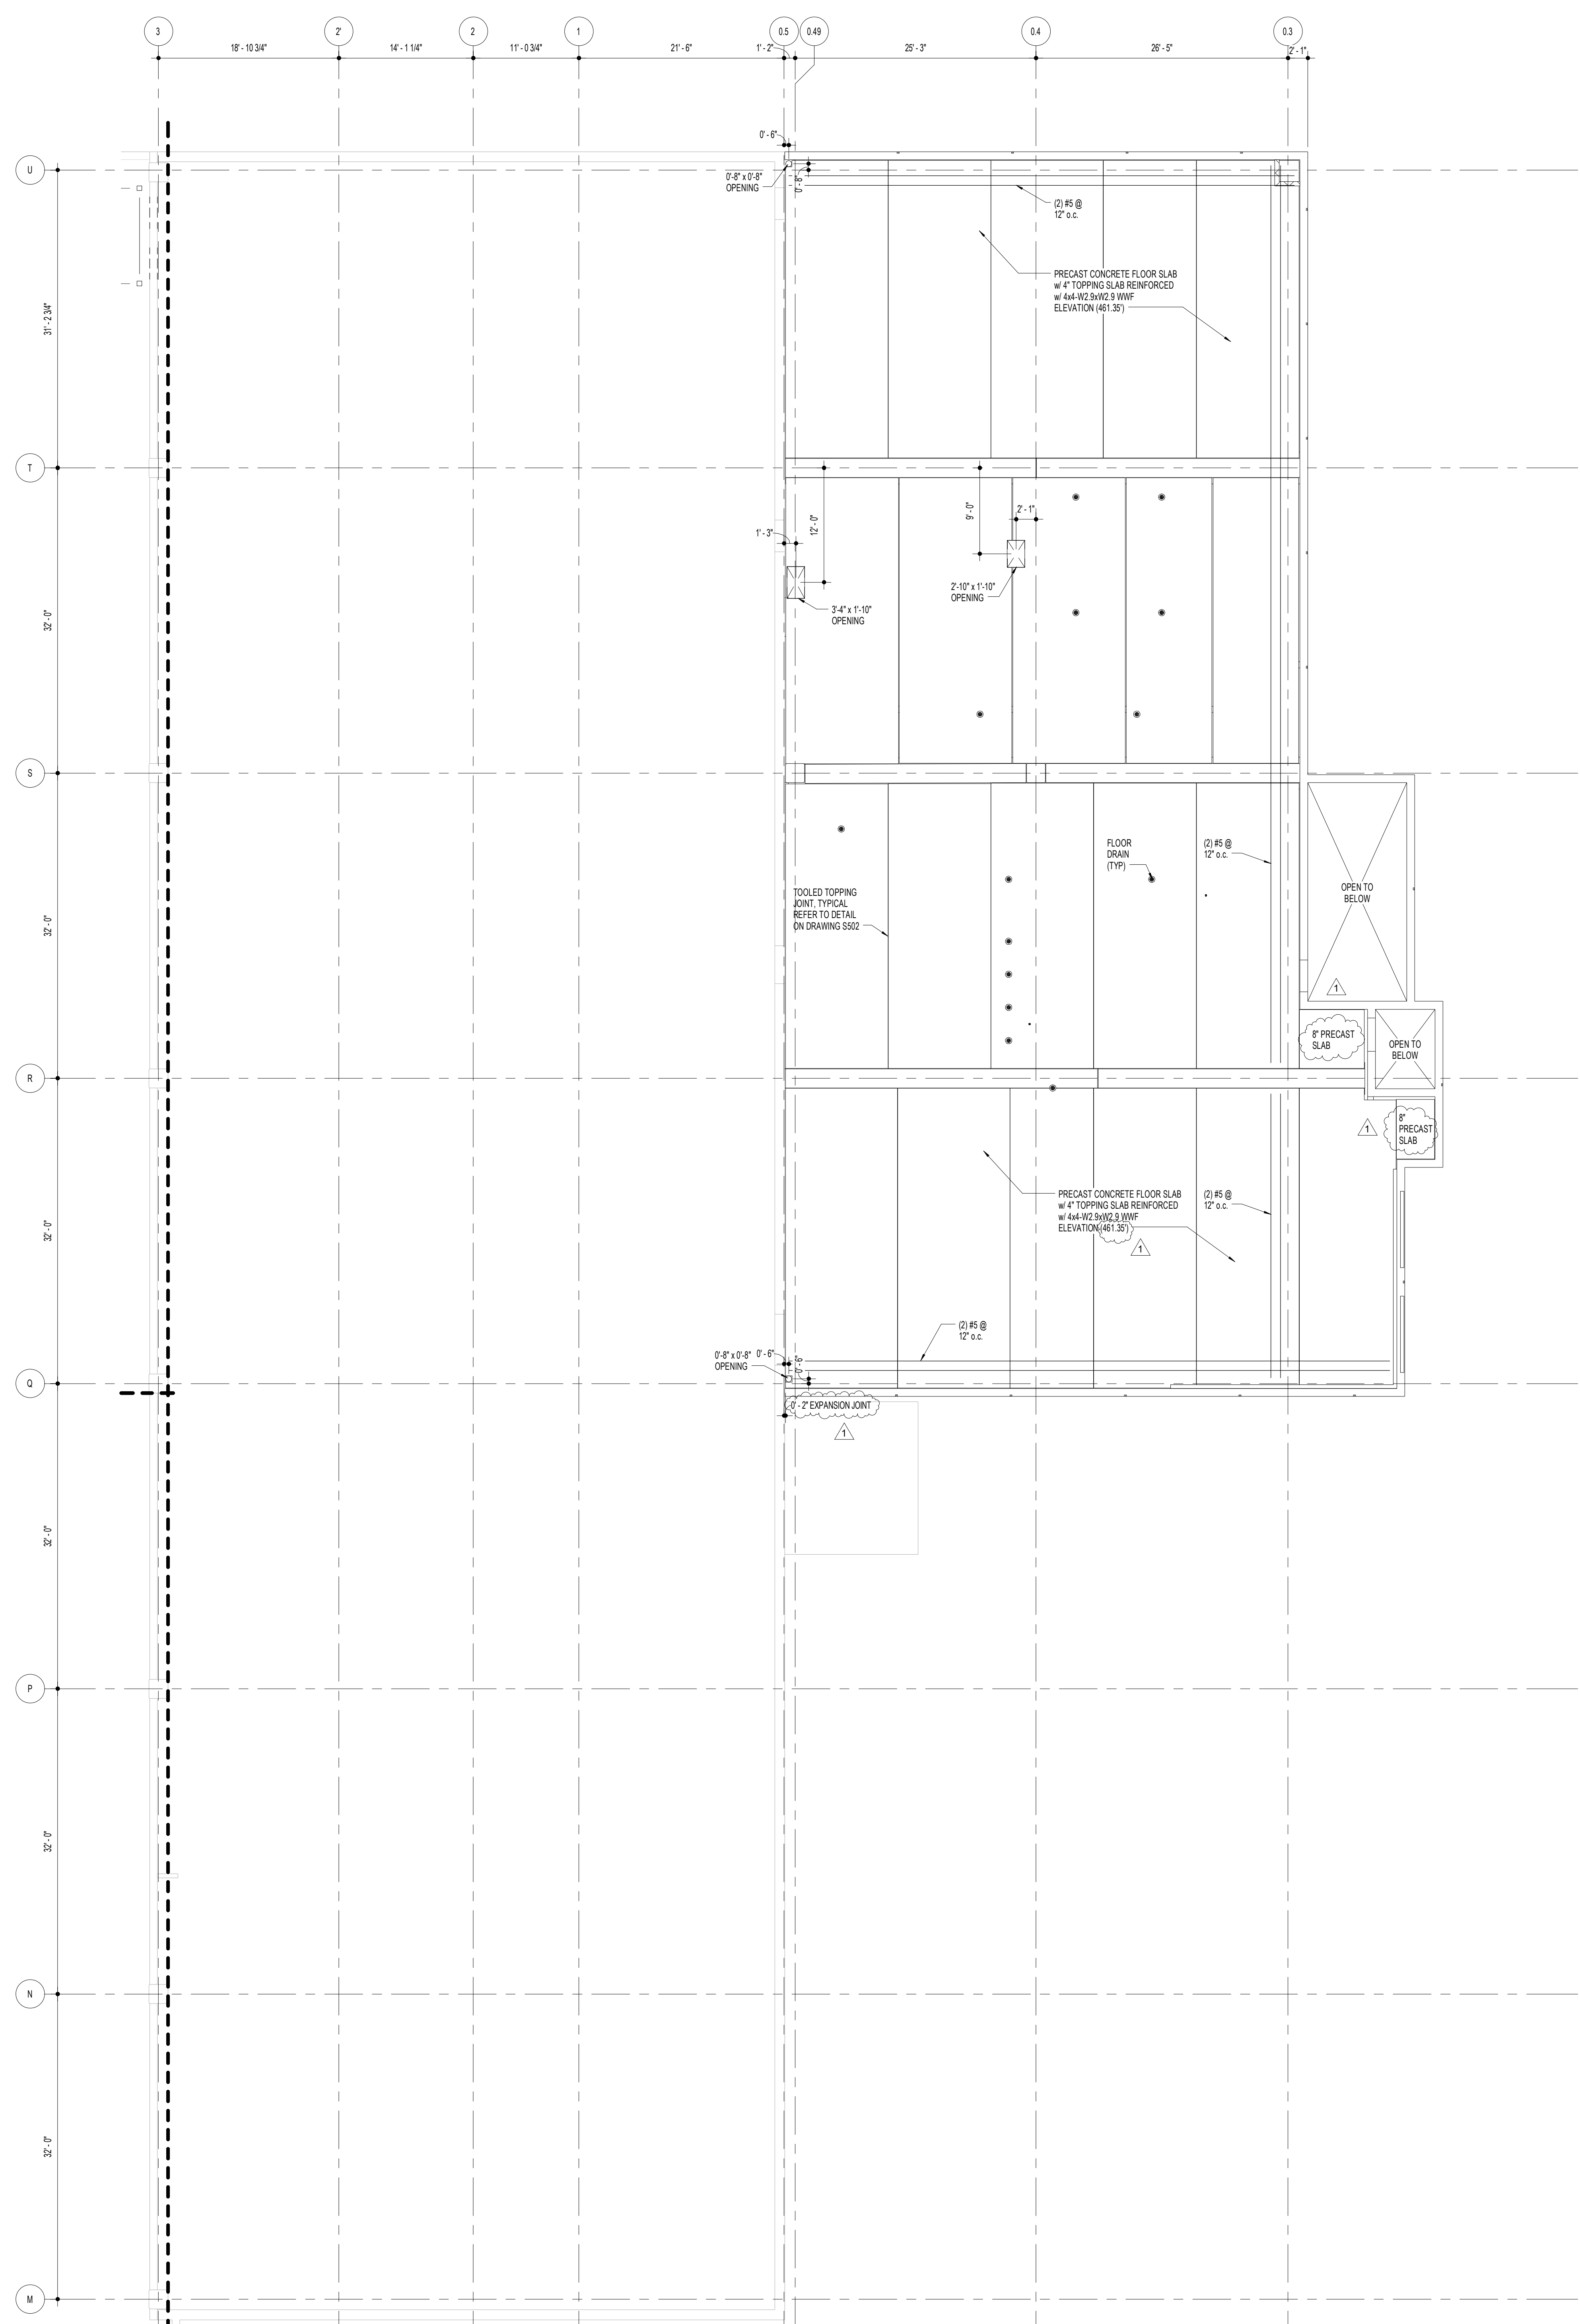 3
2'
2
1
0.5
0.49
0.4
0.3
18' - 10 3/4"
14' - 1 1/4"
11' - 0 3/4"
21' - 6"
1' - 2"
25' - 3"
26' - 5"
2' - 1"
0' - 6"
U
0'-8" x 0'-8"
OPENING
0' - 8"
(2) #5 @
12" o.c.
PRECAST CONCRETE FLOOR SLAB
w/ 4" TOPPING SLAB REINFORCED
w/ 4x4-W2.9xW2.9 WWF
ELEVATION (461.35')
31' - 2 3/4"
T
1' - 3"
12' - 0"
9' - 0"
2' - 1"
2'-10" x 1'-10"
OPENING
3'-4" x 1'-10"
OPENING
32' - 0"
S
FLOOR
DRAIN
(TYP)
(2) #5 @
12" o.c.
OPEN TO
BELOW
TOOLED TOPPING
JOINT, TYPICAL
REFER TO DETAIL
ON DRAWING S502
32' - 0"
1
8" PRECAST
SLAB
OPEN TO
BELOW
R
1
8"
PRECAST
SLAB
PRECAST CONCRETE FLOOR SLAB
w/ 4" TOPPING SLAB REINFORCED
w/ 4x4-W2.9xW2.9 WWF
ELEVATION (461.35')
(2) #5 @
12" o.c.
32' - 0"
1
(2) #5 @
12" o.c.
0'-8" x 0'-8"
OPENING
0' - 6"
0' - 6"
Q
0' - 2" EXPANSION JOINT
1
32' - 0"
P
32' - 0"
N
32' - 0"
M